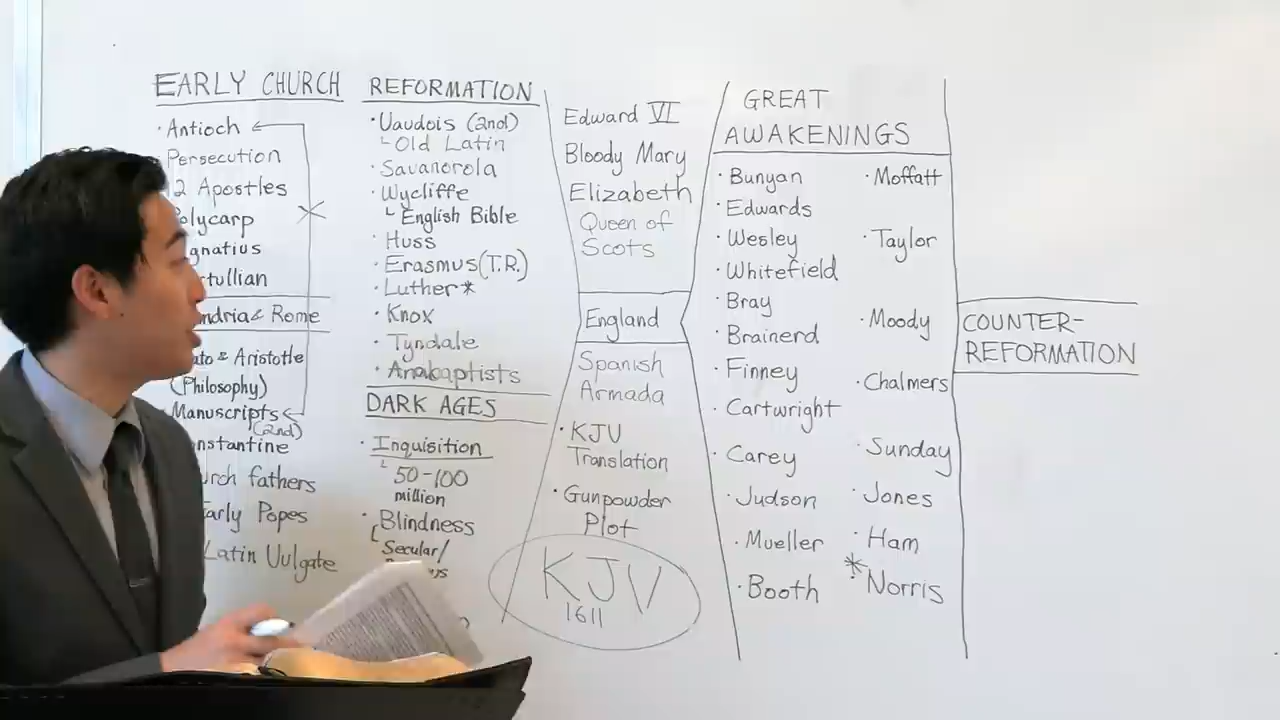 EARLY CHURCH
· Antioch
Persecution
12 Apostles
Polycarp
gnatius
rtullian
ndria & Rome
ato & Aristotle
(Philosophy)
Manuscripts
(2nd)
nstantine
urch fathers
arly Popes
Latin Vulgate
REFORMATION
· Vaudois (2nd)
Old Latin
· Savanorola
· Wycliffe
English Bible
· Huss
· Erasmus (T.R.)
· Luther *
· Knox
· Tyndale
· Anabaptists
DARK AGES
· Inquisition
50-100
million
· Blindness
Secular/
Edward VI
Bloody Mary
Elizabeth
Queen of
Scots
England
Spanish
Armada
· KJV
Translation
· Gunpowder
Plot
KJV
1611
GREAT
AWAKENINGS
· Bunyan
· Edwards
· Wesley
· Whitefield
· Bray
· Brainerd
· Finney
· Cartwright
· Carey
· Judson
· Mueller
· Booth
· Moffatt
· Taylor
· Moody
· Chalmers
· Sunday
· Jones
· Ham
* Norris
COUNTER-
REFORMATION